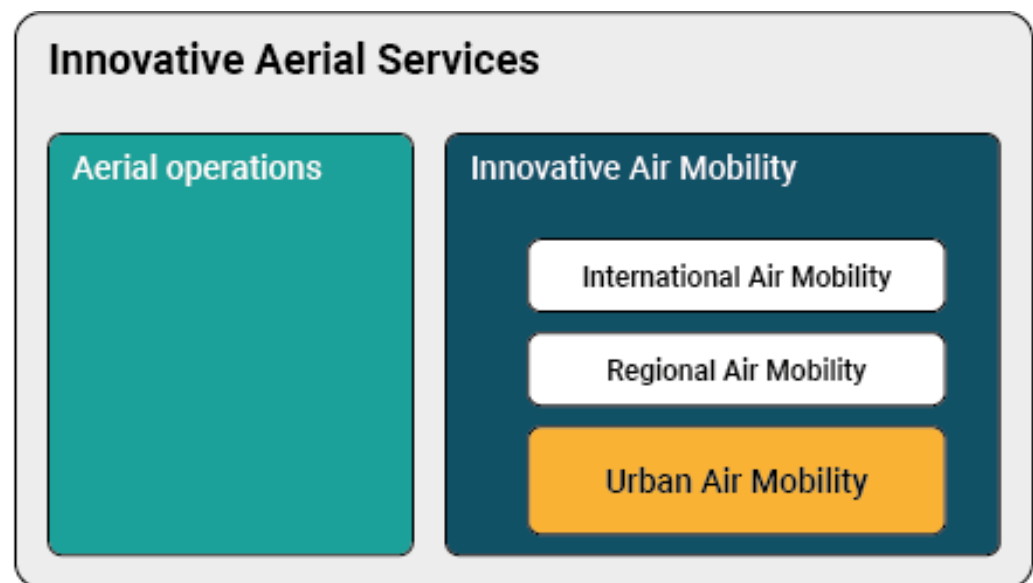 Innovative Aerial Services
Aerial operations
Innovative Air Mobility
International Air Mobility
Regional Air Mobility
Urban Air Mobility